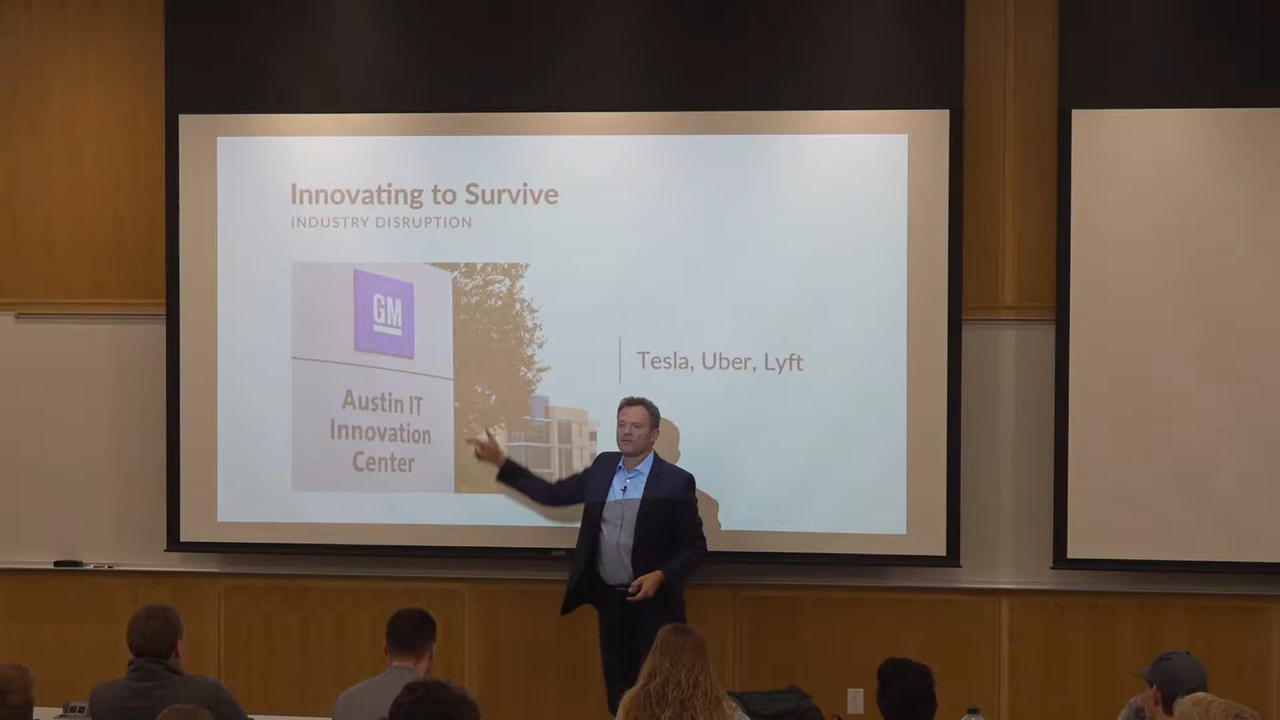 Innovating to Survive
INDUSTRY DISRUPTION
GM
Austin IT
Innovation
Center
Tesla, Uber, Lyft